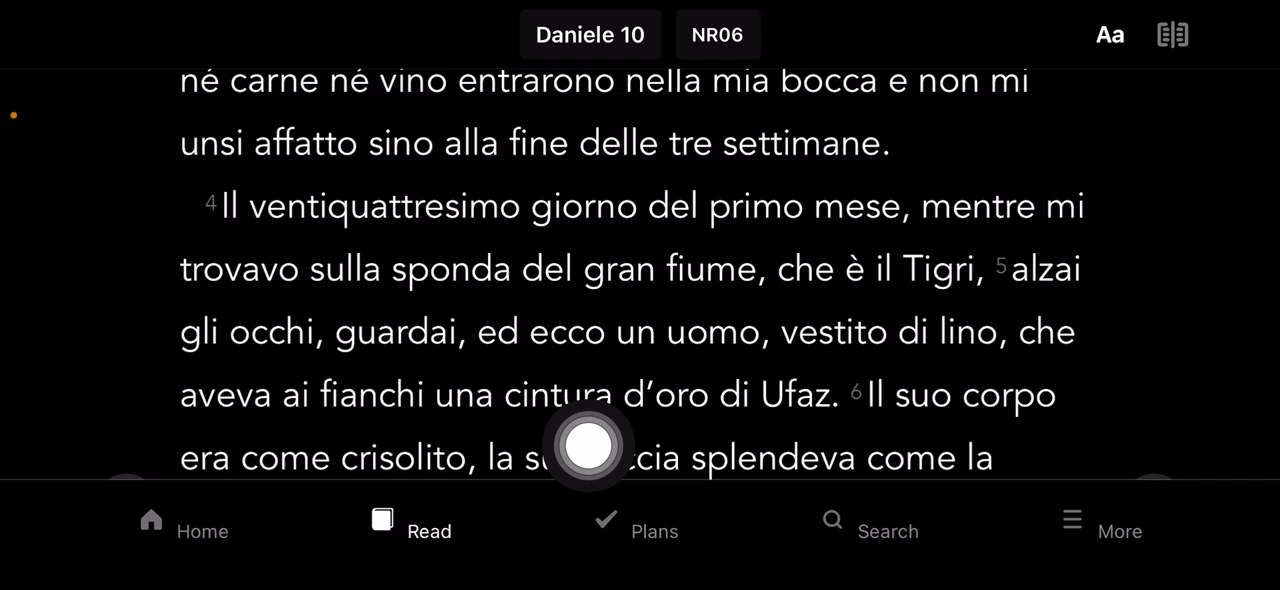 Daniele 10 NR06 Aa
né carne né vino entrarono nella mia bocca e non mi
unsi affatto sino alla fine delle tre settimane.
4 Il ventiquattresimo giorno del primo mese, mentre mi
trovavo sulla sponda del gran fiume, che è il Tigri, 5 alzai
gli occhi, guardai, ed ecco un uomo, vestito di lino, che
aveva ai fianchi una cintura d’oro di Ufaz. 6 Il suo corpo
era come crisolito, la splendeva come la
Home Read Plans Search More